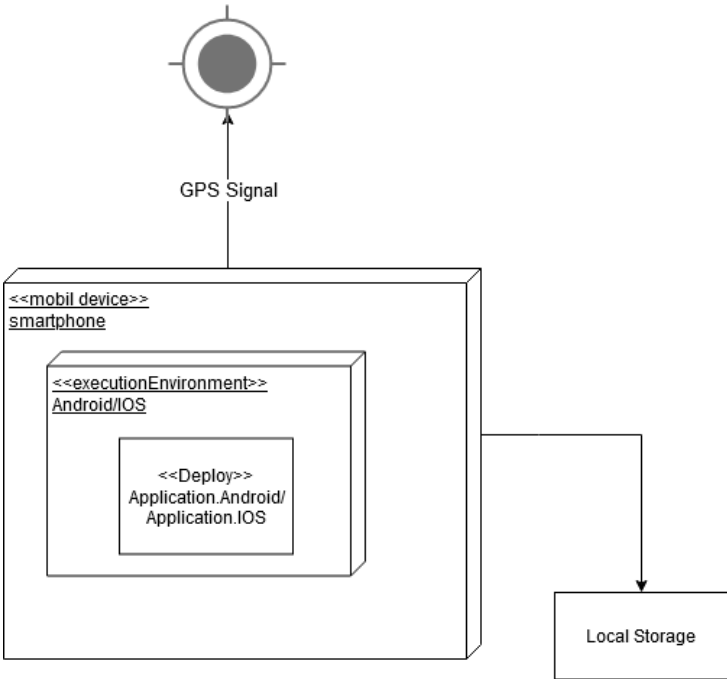 GPS Signal
<<mobil device>>
smartphone
<<executionEnvironment>>
Android/IOS
<<Deploy>>
Application.Android/
Application.IOS
Local Storage